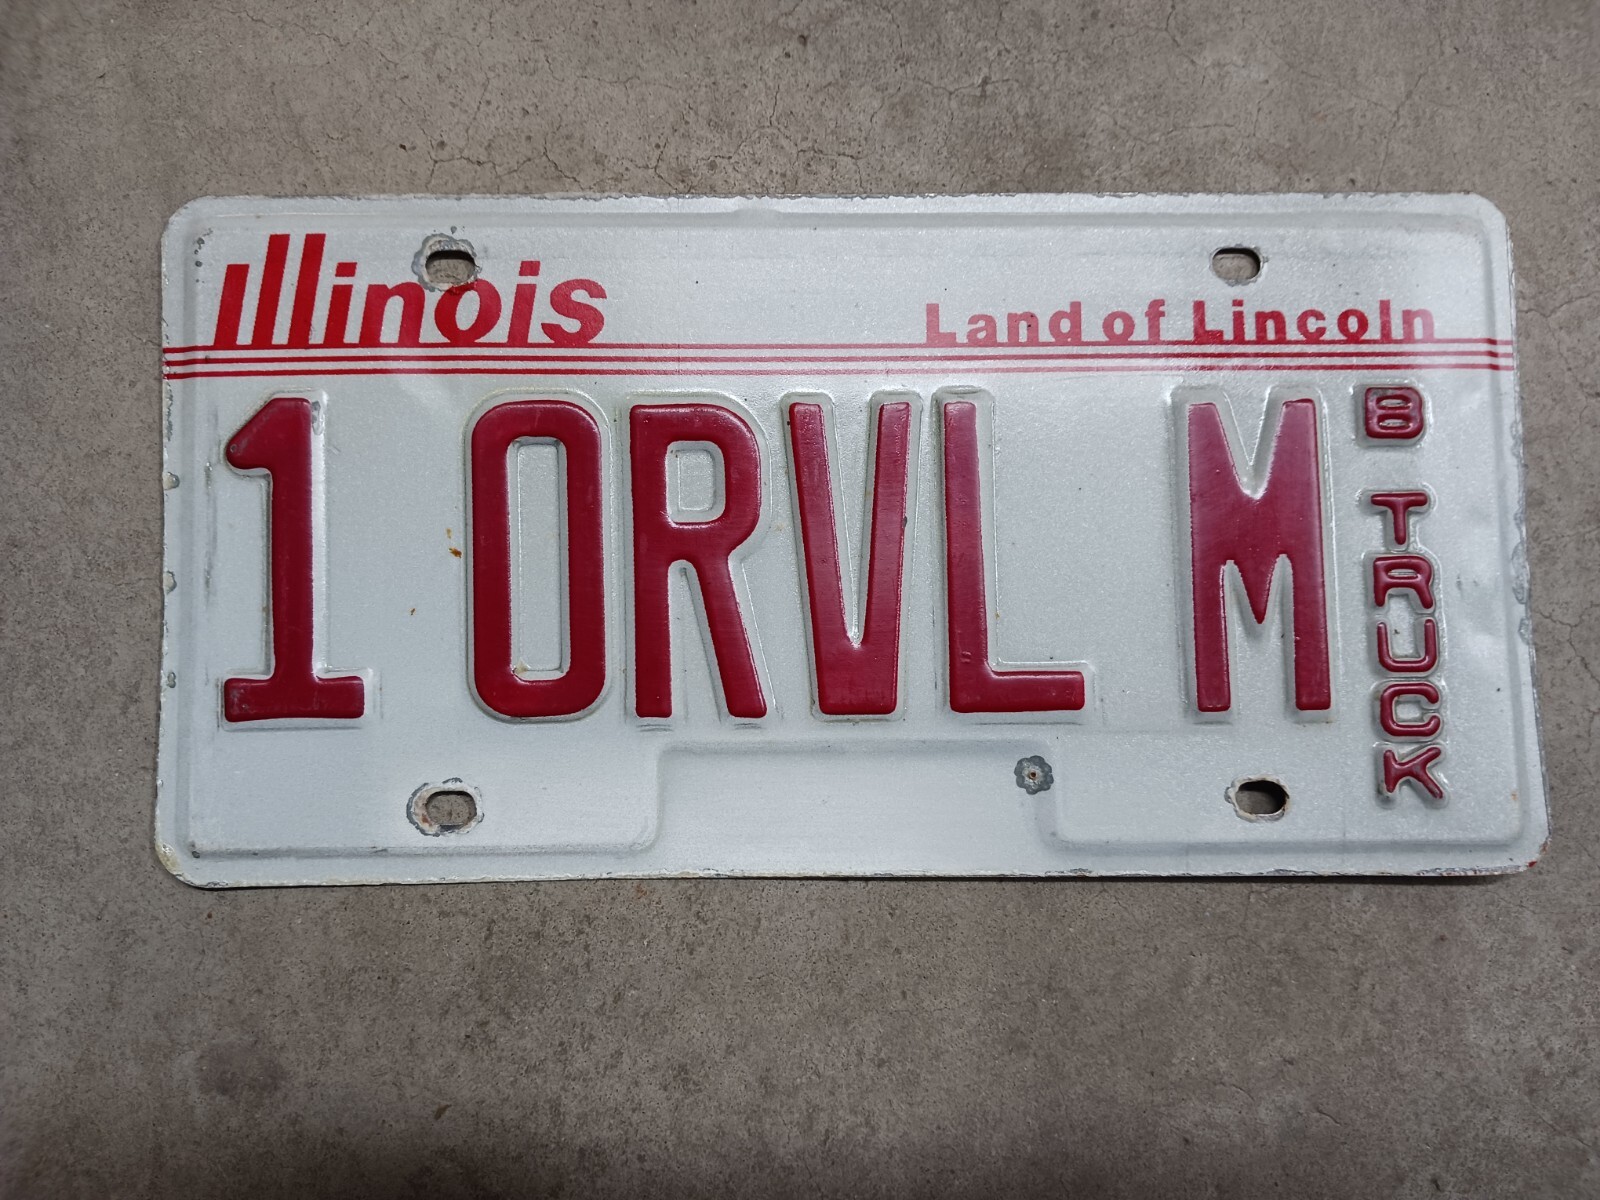 Illinois
Land of Lincoln
1 ORVL M
B TRUCK